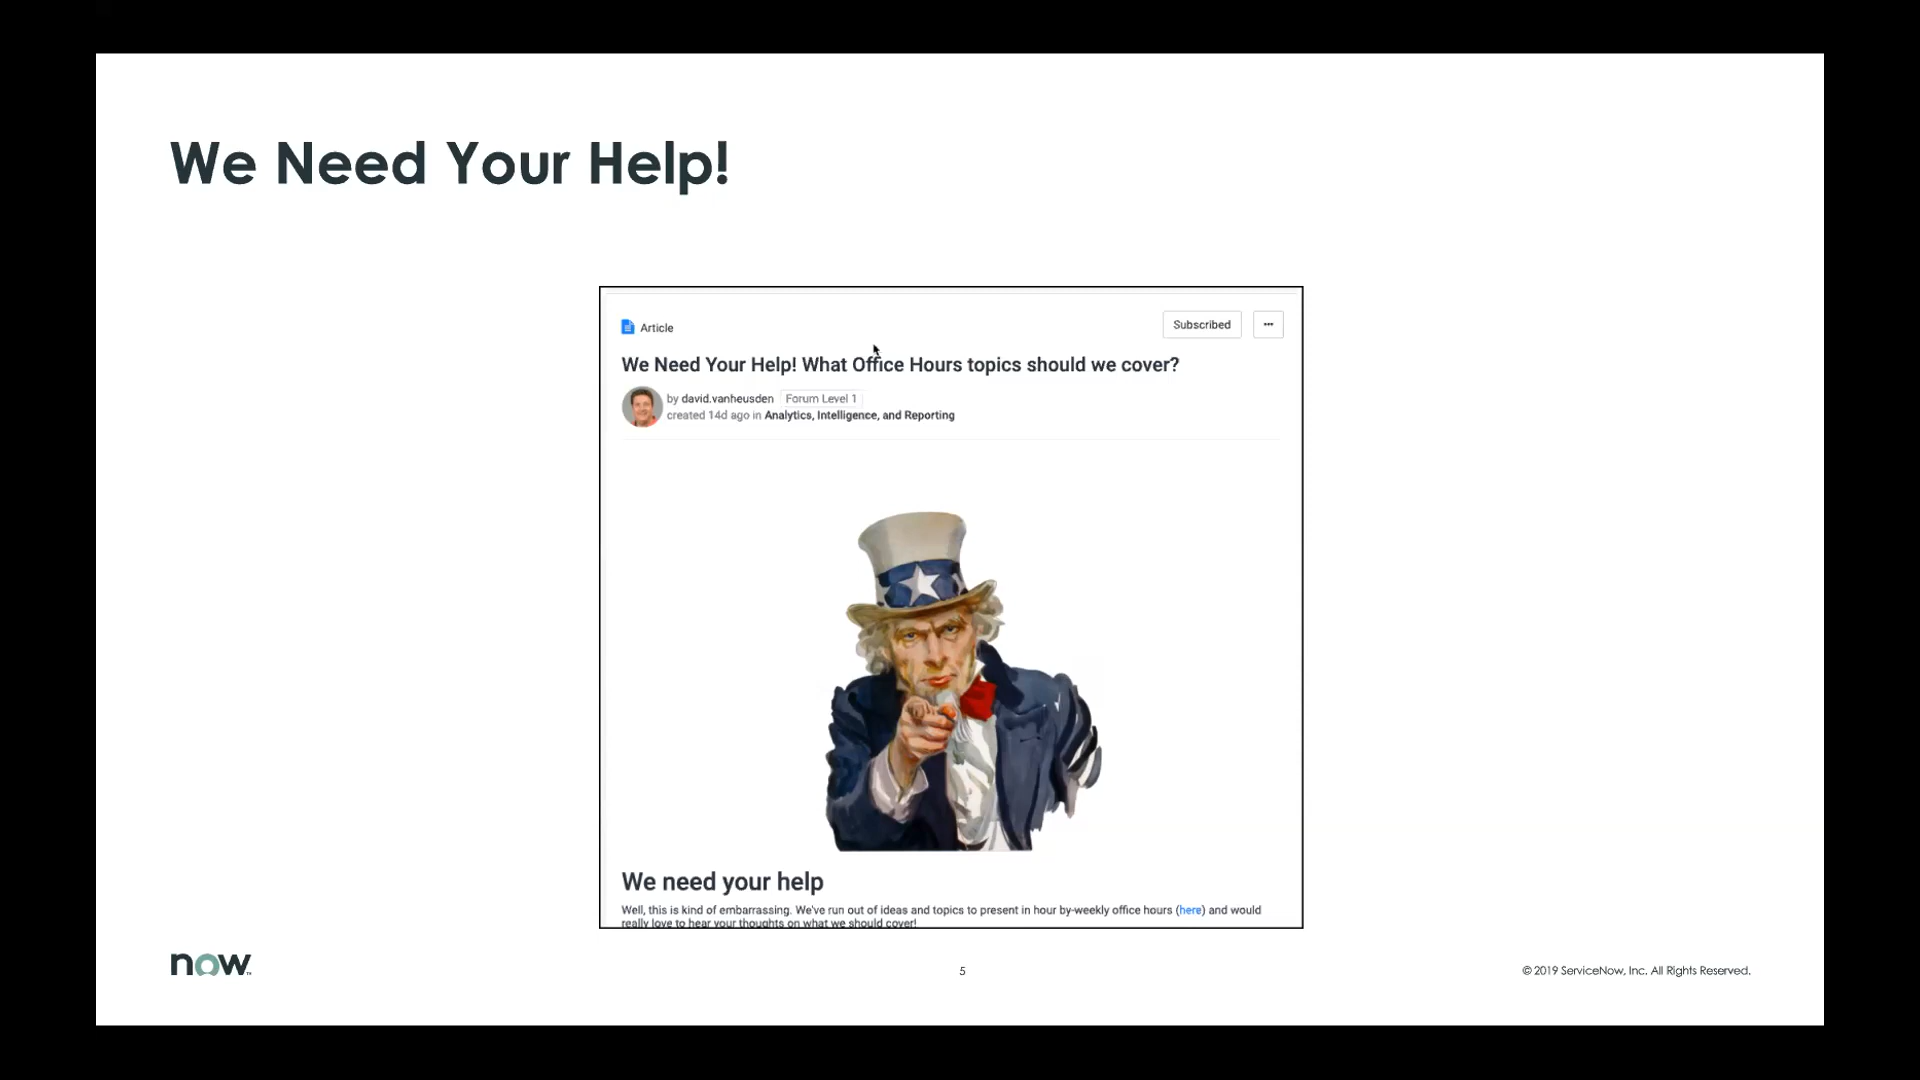 We Need Your Help!
Article
Subscribed
We Need Your Help! What Office Hours topics should we cover?
by david.vanheusden Forum Level 1
created 14d ago in Analytics, Intelligence, and Reporting
We need your help
Well, this is kind of embarrassing. We've run out of ideas and topics to present in hour by-weekly office hours (here) and would
really love to hear your thoughts on what we should cover!
now
5
© 2019 ServiceNow, Inc. All Rights Reserved.